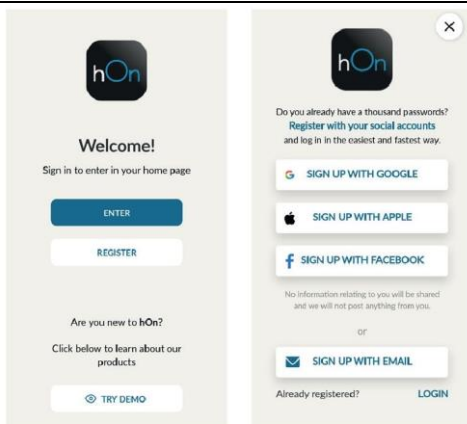 hOn
Welcome!
Sign in to enter in your home page
ENTER
REGISTER
Are you new to hOn?
Click below to learn about our
products
TRY DEMO
hOn
Do you already have a thousand passwords?
Register with your social accounts
and log in in the easiest and fastest way.
SIGN UP WITH GOOGLE
SIGN UP WITH APPLE
SIGN UP WITH FACEBOOK
No information relating to you will be shared
and we will not post anything from you.
or
SIGN UP WITH EMAIL
Already registered? LOGIN